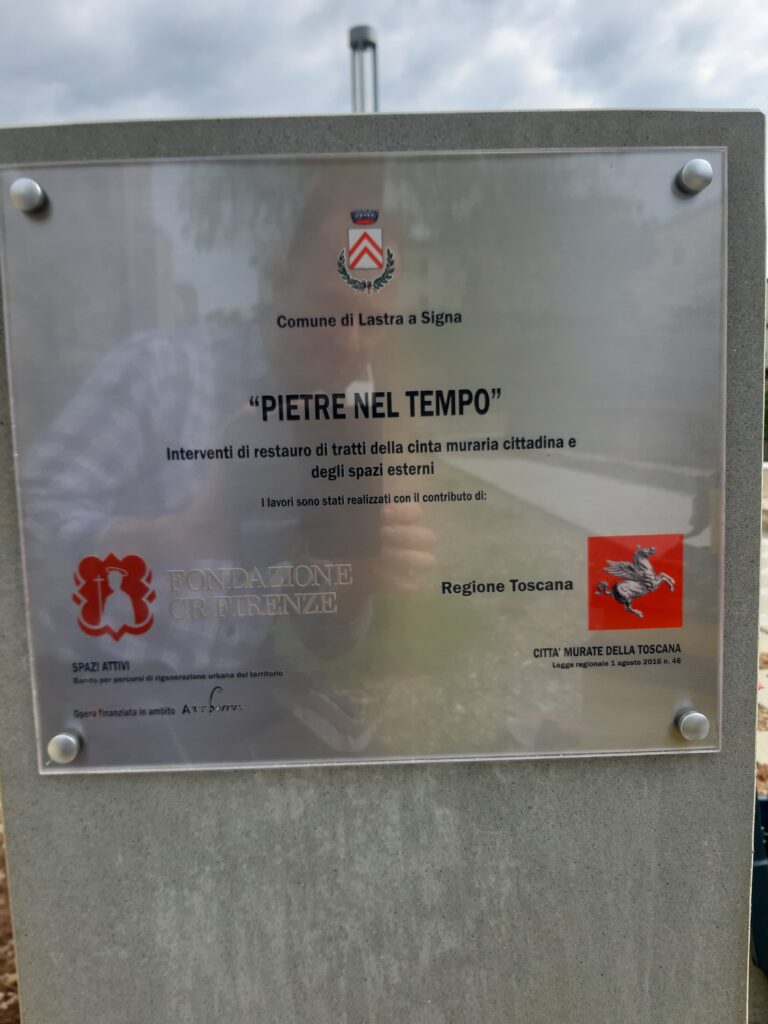 Comune di Lastra a Signa
“PIETRE NEL TEMPO”
Interventi di restauro di tratti della cinta muraria cittadina e
degli spazi esterni
I lavori sono stati realizzati con il contributo di:
FONDAZIONE
CR FIRENZE
Regione Toscana
SPAZI ATTIVI
Bando per percorsi di rigenerazione urbana del territorio
Opera finanziata in ambito Art bonus
CITTA' MURATE DELLA TOSCANA
Legge regionale 1 agosto 2016 n. 46